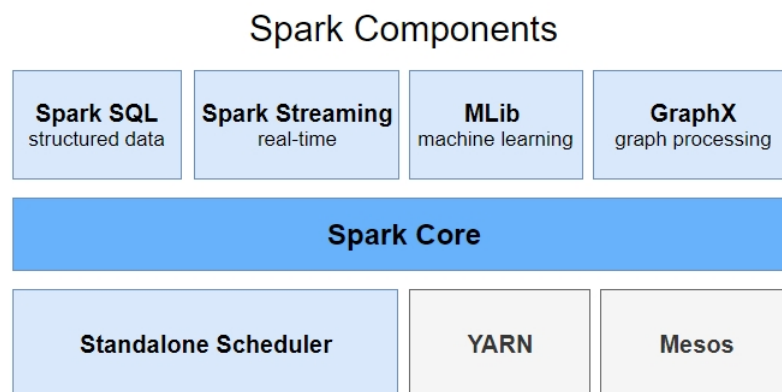 Spark Components
Spark SQL
structured data
Spark Streaming
real-time
MLib
machine learning
GraphX
graph processing
Spark Core
Standalone Scheduler
YARN
Mesos